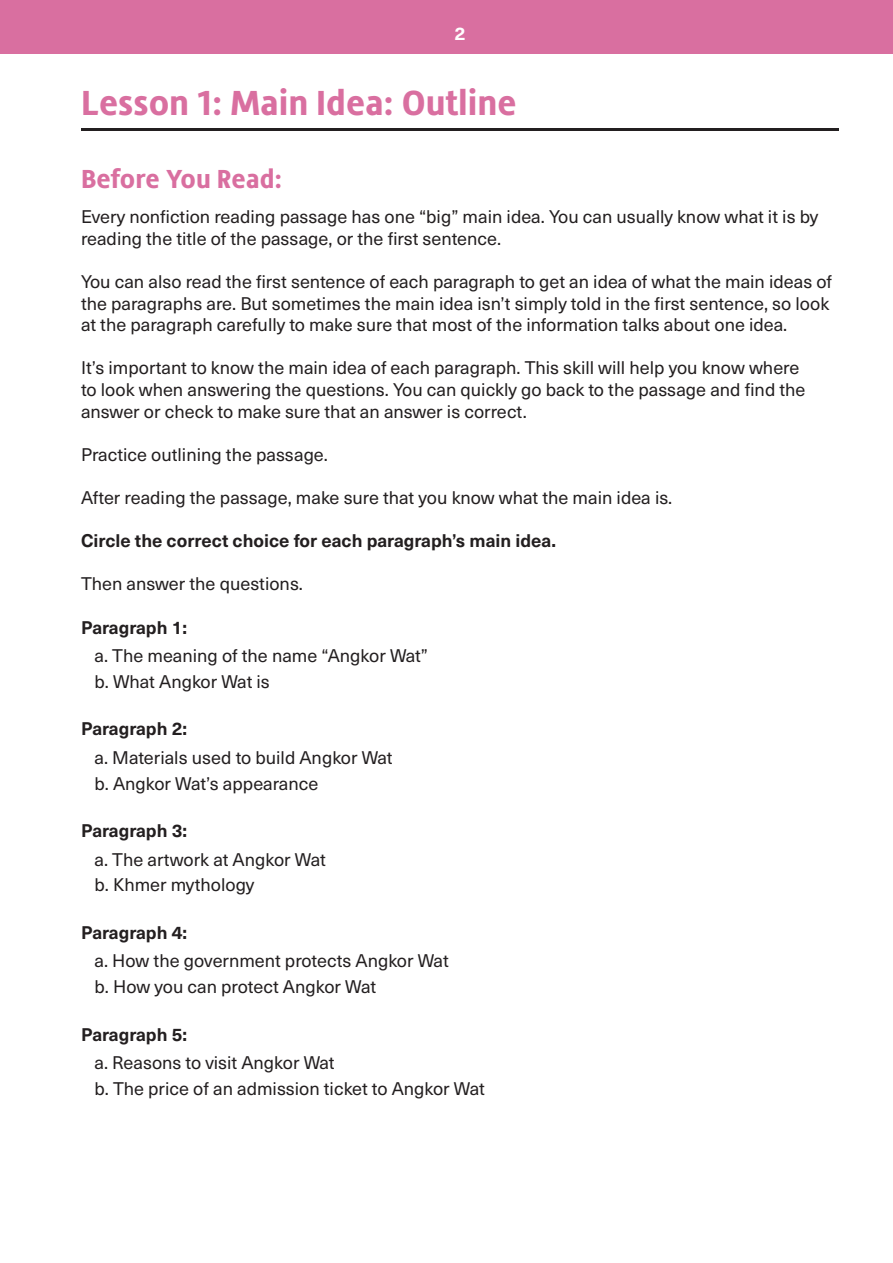 2
Lesson 1: Main Idea: Outline
Before You Read:
Every nonfiction reading passage has one “big” main idea. You can usually know what it is by
reading the title of the passage, or the first sentence.
You can also read the first sentence of each paragraph to get an idea of what the main ideas of
the paragraphs are. But sometimes the main idea isn’t simply told in the first sentence, so look
at the paragraph carefully to make sure that most of the information talks about one idea.
It’s important to know the main idea of each paragraph. This skill will help you know where
to look when answering the questions. You can quickly go back to the passage and find the
answer or check to make sure that an answer is correct.
Practice outlining the passage.
After reading the passage, make sure that you know what the main idea is.
Circle the correct choice for each paragraph’s main idea.
Then answer the questions.
Paragraph 1:
a. The meaning of the name “Angkor Wat”
b. What Angkor Wat is
Paragraph 2:
a. Materials used to build Angkor Wat
b. Angkor Wat’s appearance
Paragraph 3:
a. The artwork at Angkor Wat
b. Khmer mythology
Paragraph 4:
a. How the government protects Angkor Wat
b. How you can protect Angkor Wat
Paragraph 5:
a. Reasons to visit Angkor Wat
b. The price of an admission ticket to Angkor Wat